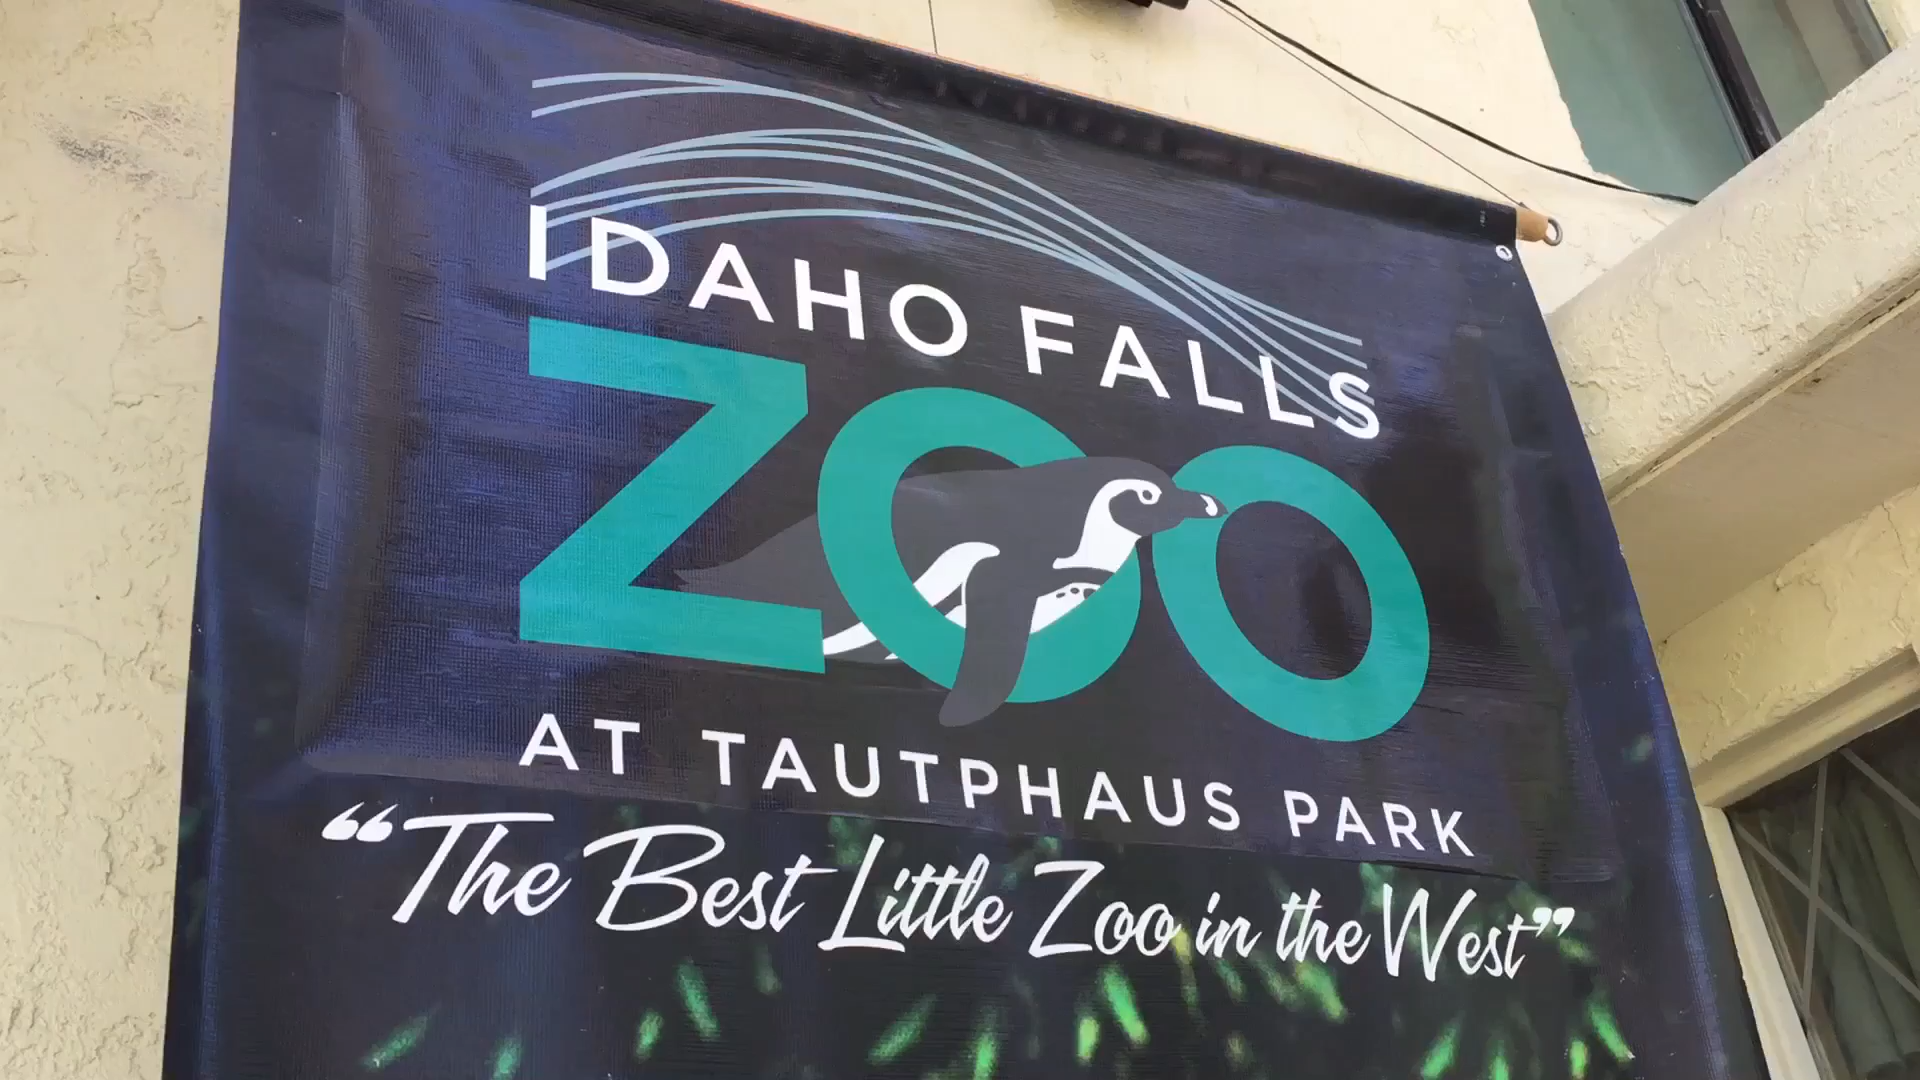 IDAHO FALLS
ZOO
AT TAUTPHAUS PARK
“The Best Little Zoo in the West”